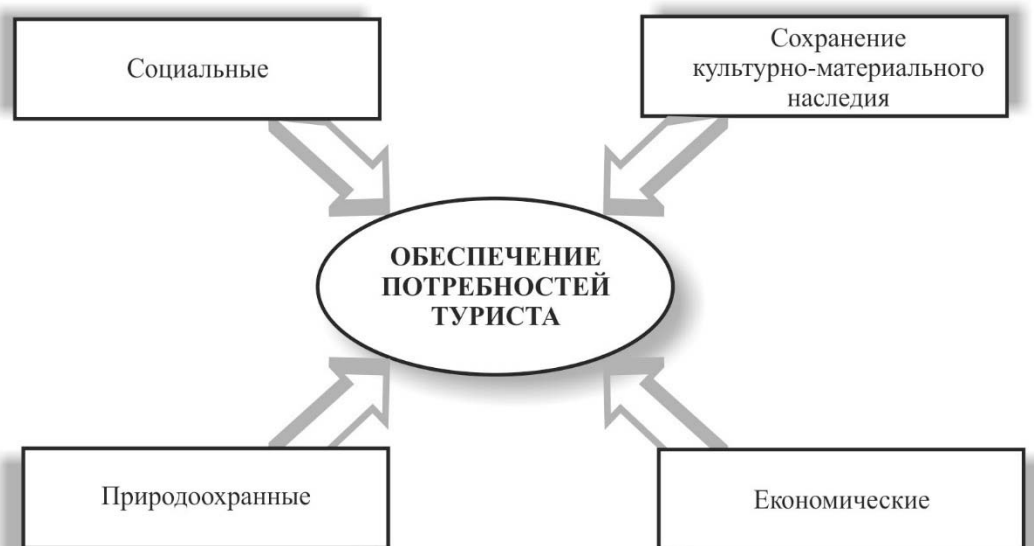 Социальные
Сохранение
культурно-материального
наследия
ОБЕСПЕЧЕНИЕ
ПОТРЕБНОСТЕЙ
ТУРИСТА
Природоохранные
Економические